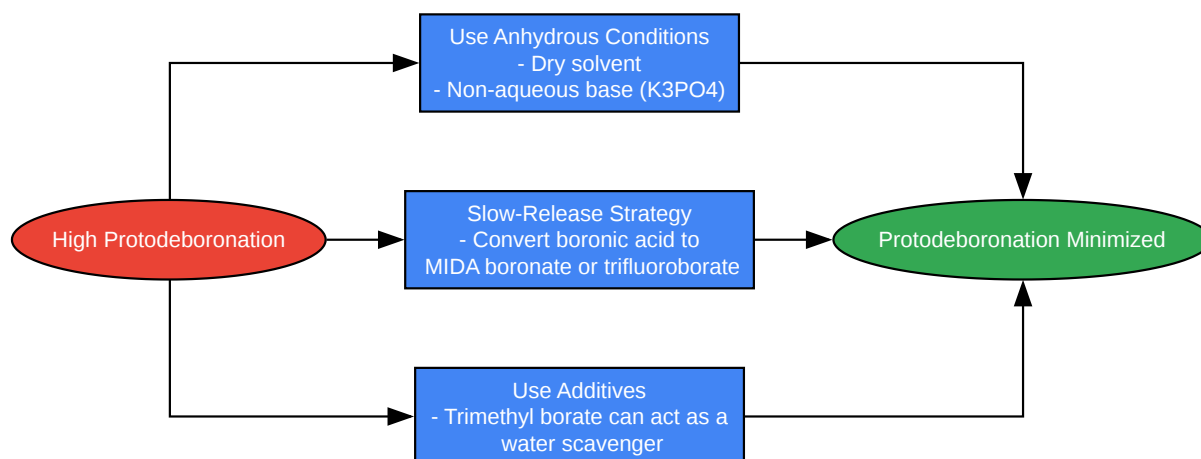 Use Anhydrous Conditions
- Dry solvent
- Non-aqueous base (K3PO4)
High Protodeboronation
Slow-Release Strategy
- Convert boronic acid to
MIDA boronate or trifluoroborate
Protodeboronation Minimized
Use Additives
- Trimethyl borate can act as a
water scavenger